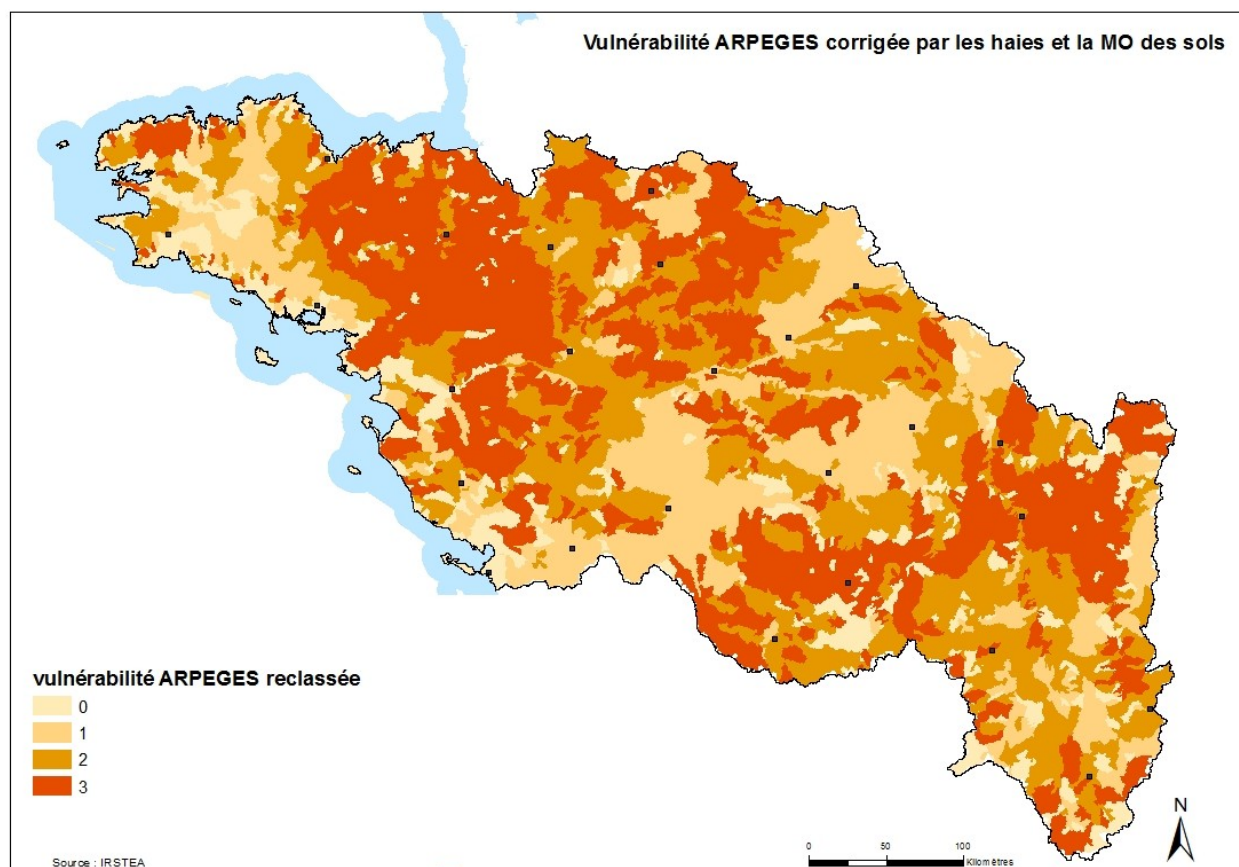 Vulnérabilité ARPEGES corrigée par les haies et la MO des sols
vulnérabilité ARPEGES reclassée
0
1
2
3
N
0 50 100
Kilomètres
Source : IRSTEA